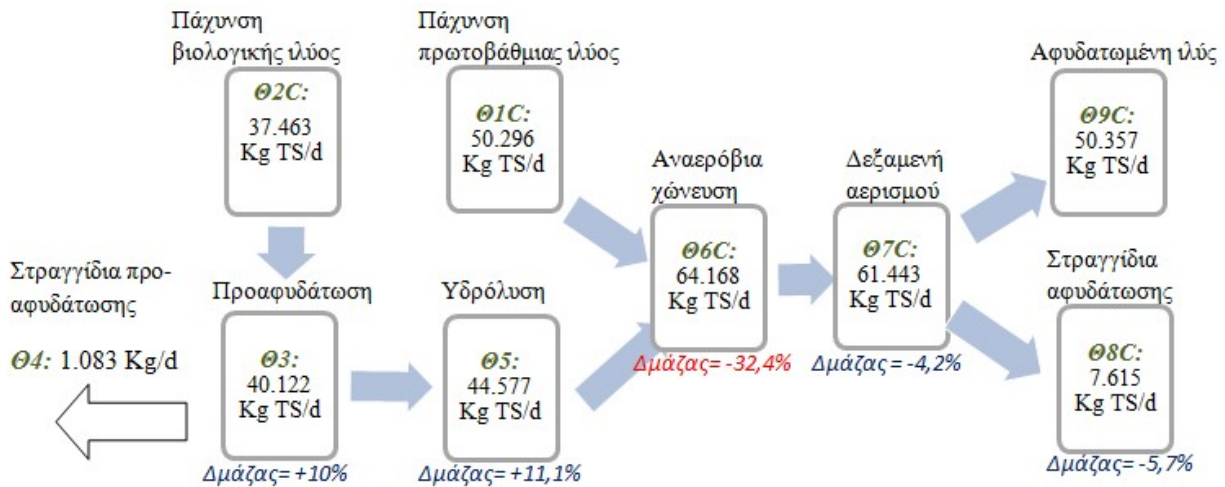 Πάχυνση
βιολογικής ιλύος
Θ2C:
37.463
Kg TS/d
Πάχυνση
πρωτοβάθμιας ιλύος
Θ1C:
50.296
Kg TS/d
Αφυδατωμένη ιλύς
Θ9C:
50.357
Kg TS/d
Αναερόβια
χώνευση
Θ6C:
64.168
Kg TS/d
Δμάζας= -32,4%
Δεξαμενή
αερισμού
Θ7C:
61.443
Kg TS/d
Δμάζας= -4,2%
Στραγγίδια προ-
αφυδάτωσης
Θ4: 1.083 Kg/d
Προαφυδάτωση
Θ3:
40.122
Kg TS/d
Δμάζας= +10%
Υδρόλυση
Θ5:
44.577
Kg TS/d
Δμάζας= +11,1%
Στραγγίδια
αφυδάτωσης
Θ8C:
7.615
Kg TS/d
Δμάζας= -5,7%